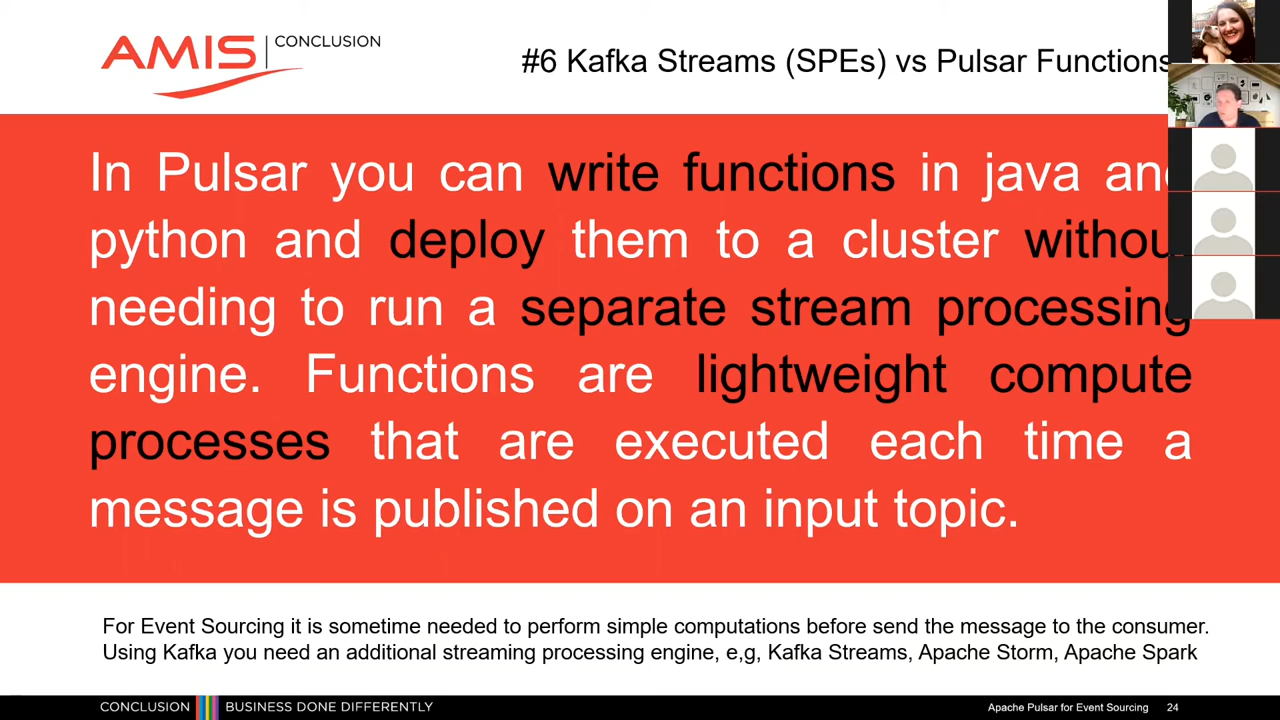 AMIS CONCLUSION
#6 Kafka Streams (SPEs) vs Pulsar Functions
In Pulsar you can write functions in java and
python and deploy them to a cluster without
needing to run a separate stream processing
engine. Functions are lightweight compute
processes that are executed each time a
message is published on an input topic.
For Event Sourcing it is sometime needed to perform simple computations before send the message to the consumer.
Using Kafka you need an additional streaming processing engine, e,g, Kafka Streams, Apache Storm, Apache Spark
CONCLUSION BUSINESS DONE DIFFERENTLY
Apache Pulsar for Event Sourcing 24